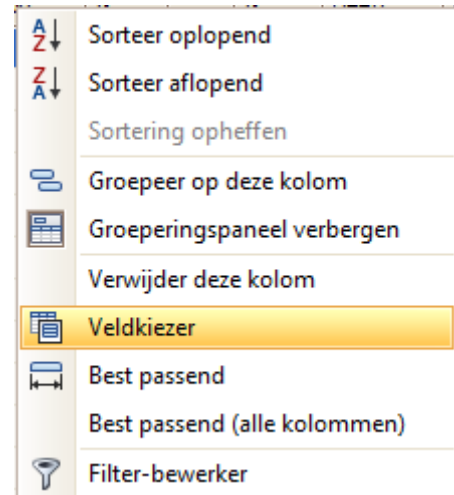 Sorteer oplopend
Sorteer aflopend
Sortering opheffen
Groepeer op deze kolom
Groeperingspaneel verbergen
Verwijder deze kolom
Veldkiezer
Best passend
Best passend (alle kolommen)
Filter-bewerker